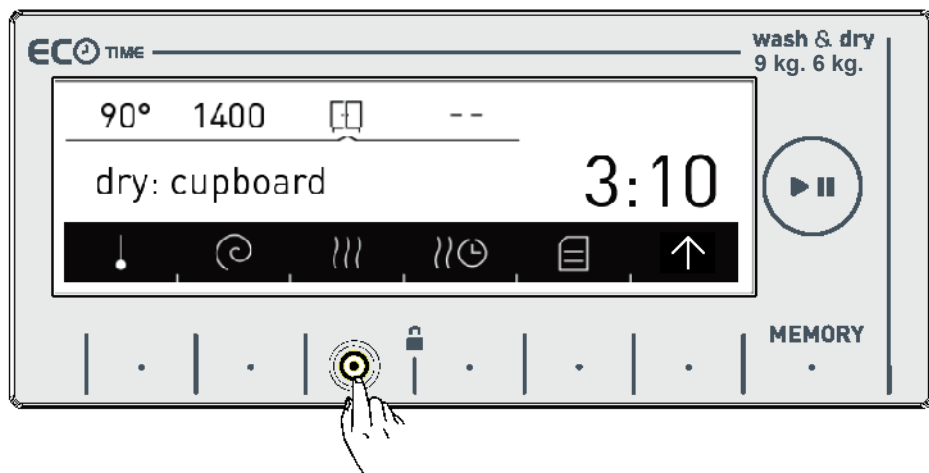 ECO TIME
wash & dry
9 kg. 6 kg.
90° 1400 --
dry: cupboard
3:10
MEMORY